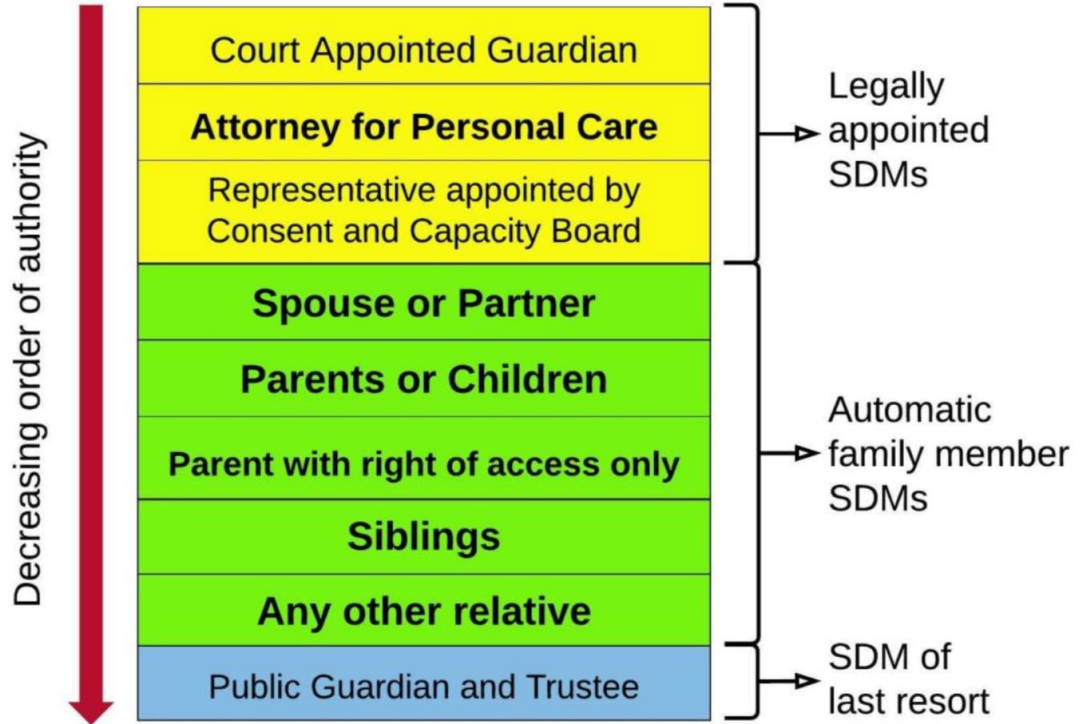 Decreasing order of authority
Court Appointed Guardian
Attorney for Personal Care
Representative appointed by
Consent and Capacity Board
Legally
appointed
SDMs
Spouse or Partner
Parents or Children
Parent with right of access only
Siblings
Any other relative
Automatic
family member
SDMs
Public Guardian and Trustee
SDM of
last resort